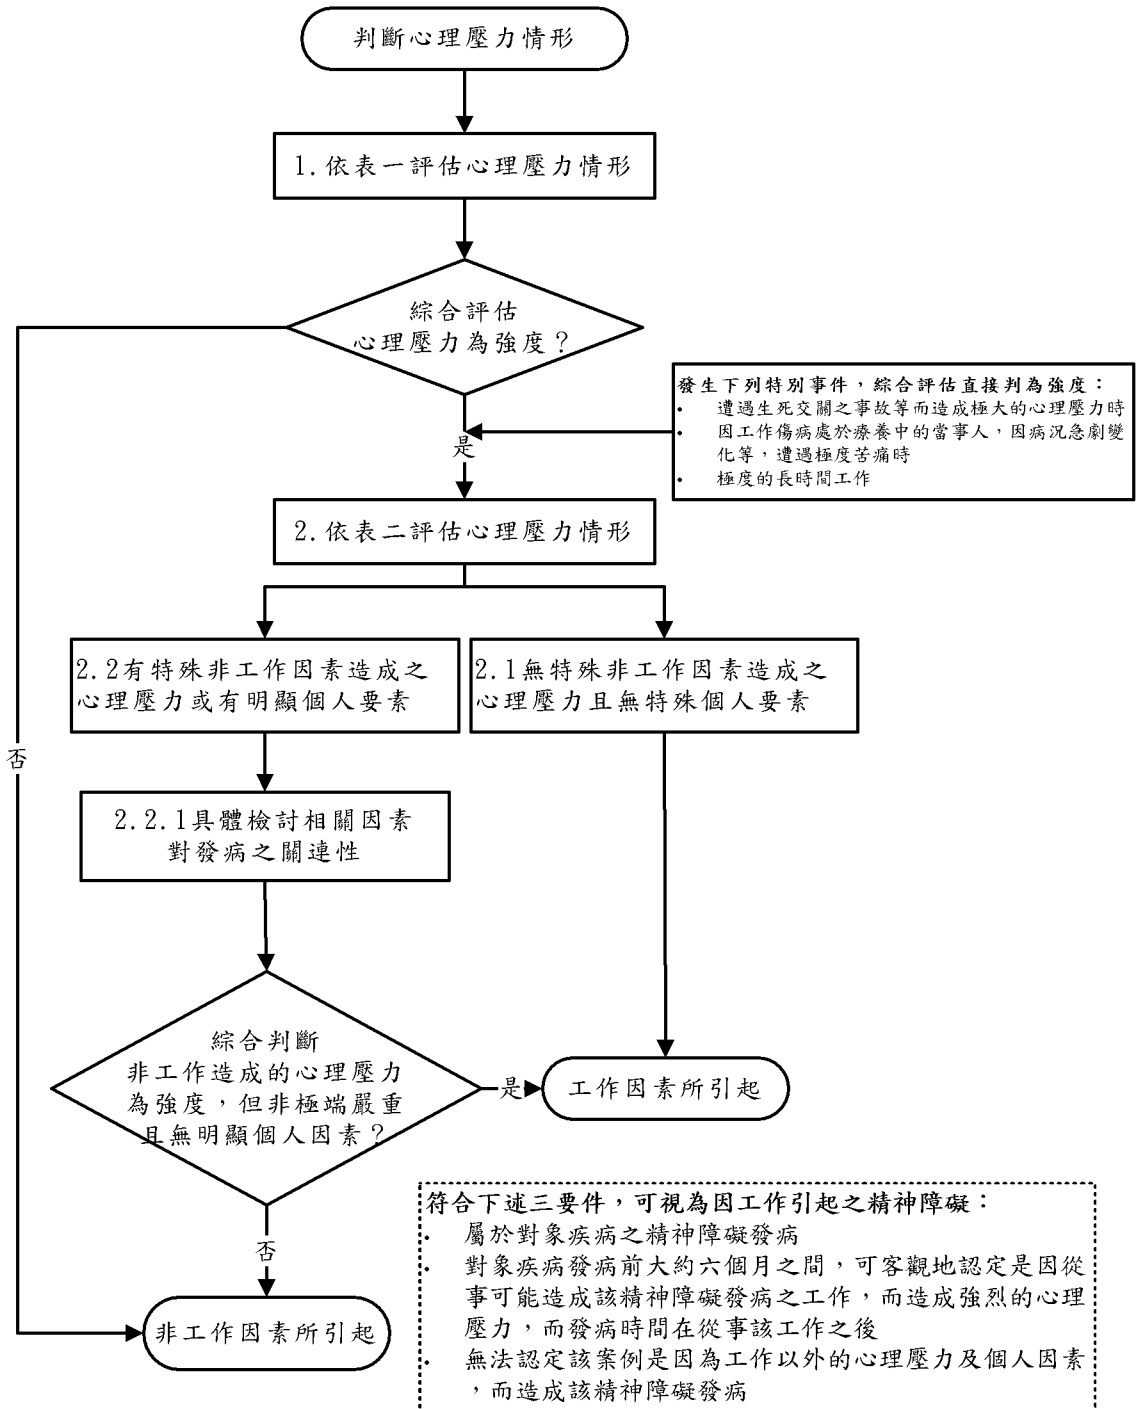 判斷心理壓力情形
1.依表一評估心理壓力情形
綜合評估
心理壓力為強度？
發生下列特別事件，綜合評估直接判為強度：
• 遭遇生死交關之事故等而造成極大的心理壓力時
• 因工作傷病處於療養中的當事人，因病況急劇變
化等，遭遇極度苦痛時
• 極度的長時間工作
是
2.依表二評估心理壓力情形
2.2有特殊非工作因素造成之
心理壓力或有明顯個人要素
2.1無特殊非工作因素造成之
心理壓力且無特殊個人要素
否
2.2.1具體檢討相關因素
對發病之關連性
綜合判斷
非工作造成的心理壓力
為強度，但非極端嚴重
且無明顯個人因素？
是
工作因素所引起
否
非工作因素所引起
符合下述三要件，可視為因工作引起之精神障礙：
• 屬於對象疾病之精神障礙發病
• 對象疾病發病前大約六個月之間，可客觀地認定是因從
事可能造成該精神障礙發病之工作，而造成強烈的心理
壓力，而發病時間在從事該工作之後
• 無法認定該案例是因為工作以外的心理壓力及個人因素
，而造成該精神障礙發病